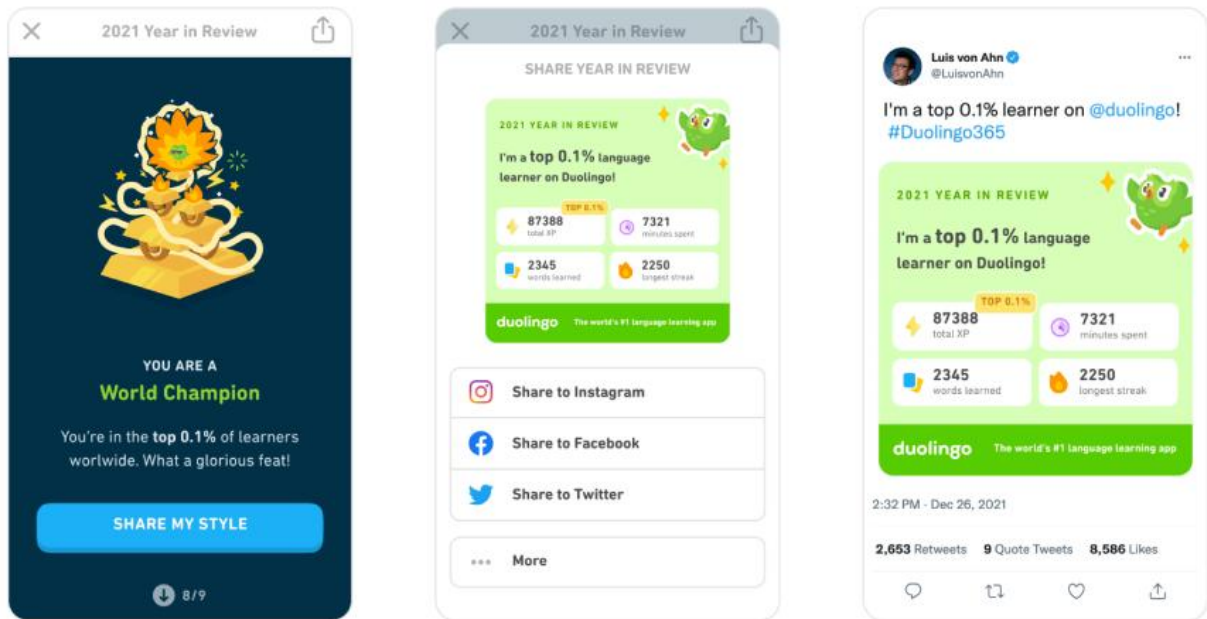 2021 Year in Review
YOU ARE A
World Champion
You're in the top 0.1% of learners
worlwide. What a glorious feat!
SHARE MY STYLE
8/9
2021 Year in Review
SHARE YEAR IN REVIEW
2021 YEAR IN REVIEW
I'm a top 0.1% language
learner on Duolingo!
TOP 0.1%
87388
total XP
7321
minutes spent
2345
words learned
2250
longest streak
duolingo The world's #1 language learning app
Share to Instagram
Share to Facebook
Share to Twitter
More
Luis von Ahn
@LuisvonAhn
I'm a top 0.1% learner on @duolingo!
#Duolingo365
2021 YEAR IN REVIEW
I'm a top 0.1% language
learner on Duolingo!
TOP 0.1%
87388
total XP
7321
minutes spent
2345
words learned
2250
longest streak
duolingo The world's #1 language learning app
2:32 PM · Dec 26, 2021
2,653 Retweets 9 Quote Tweets 8,586 Likes